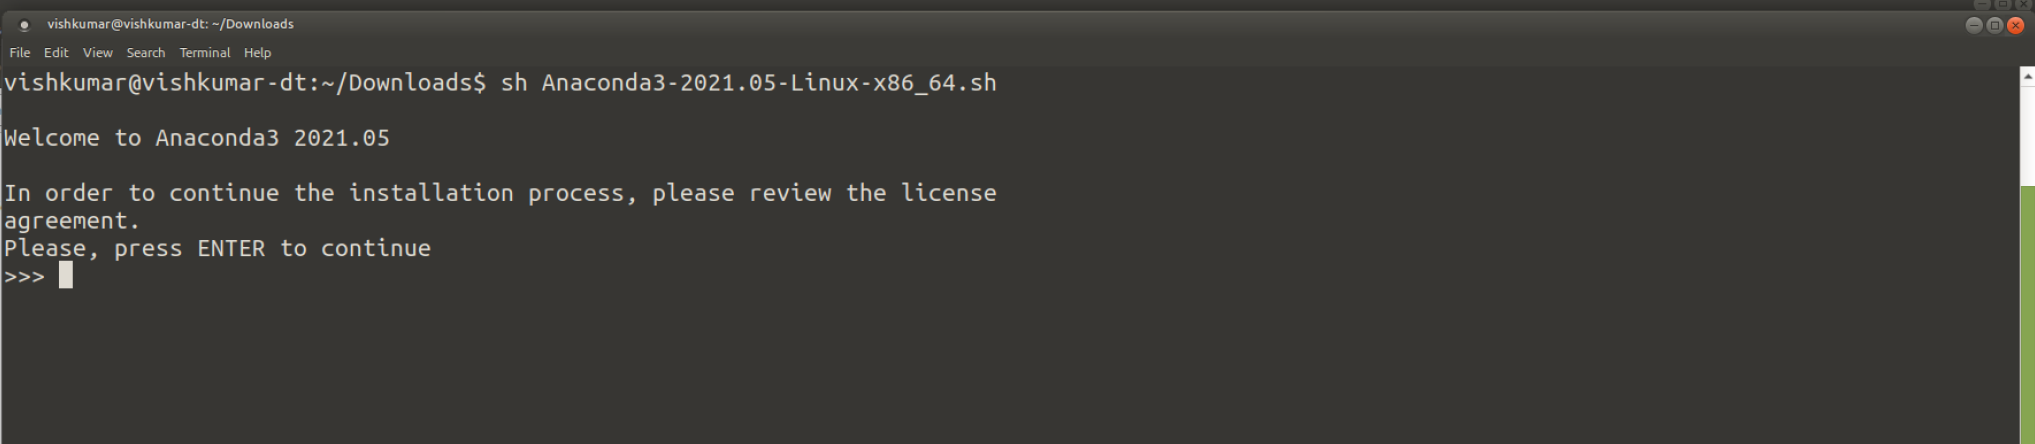 vishkumar@vishkumar-dt: ~/Downloads
File Edit View Search Terminal Help
vishkumar@vishkumar-dt:~/Downloads$ sh Anaconda3-2021.05-Linux-x86_64.sh
Welcome to Anaconda3 2021.05
In order to continue the installation process, please review the license
agreement.
Please, press ENTER to continue
>>>